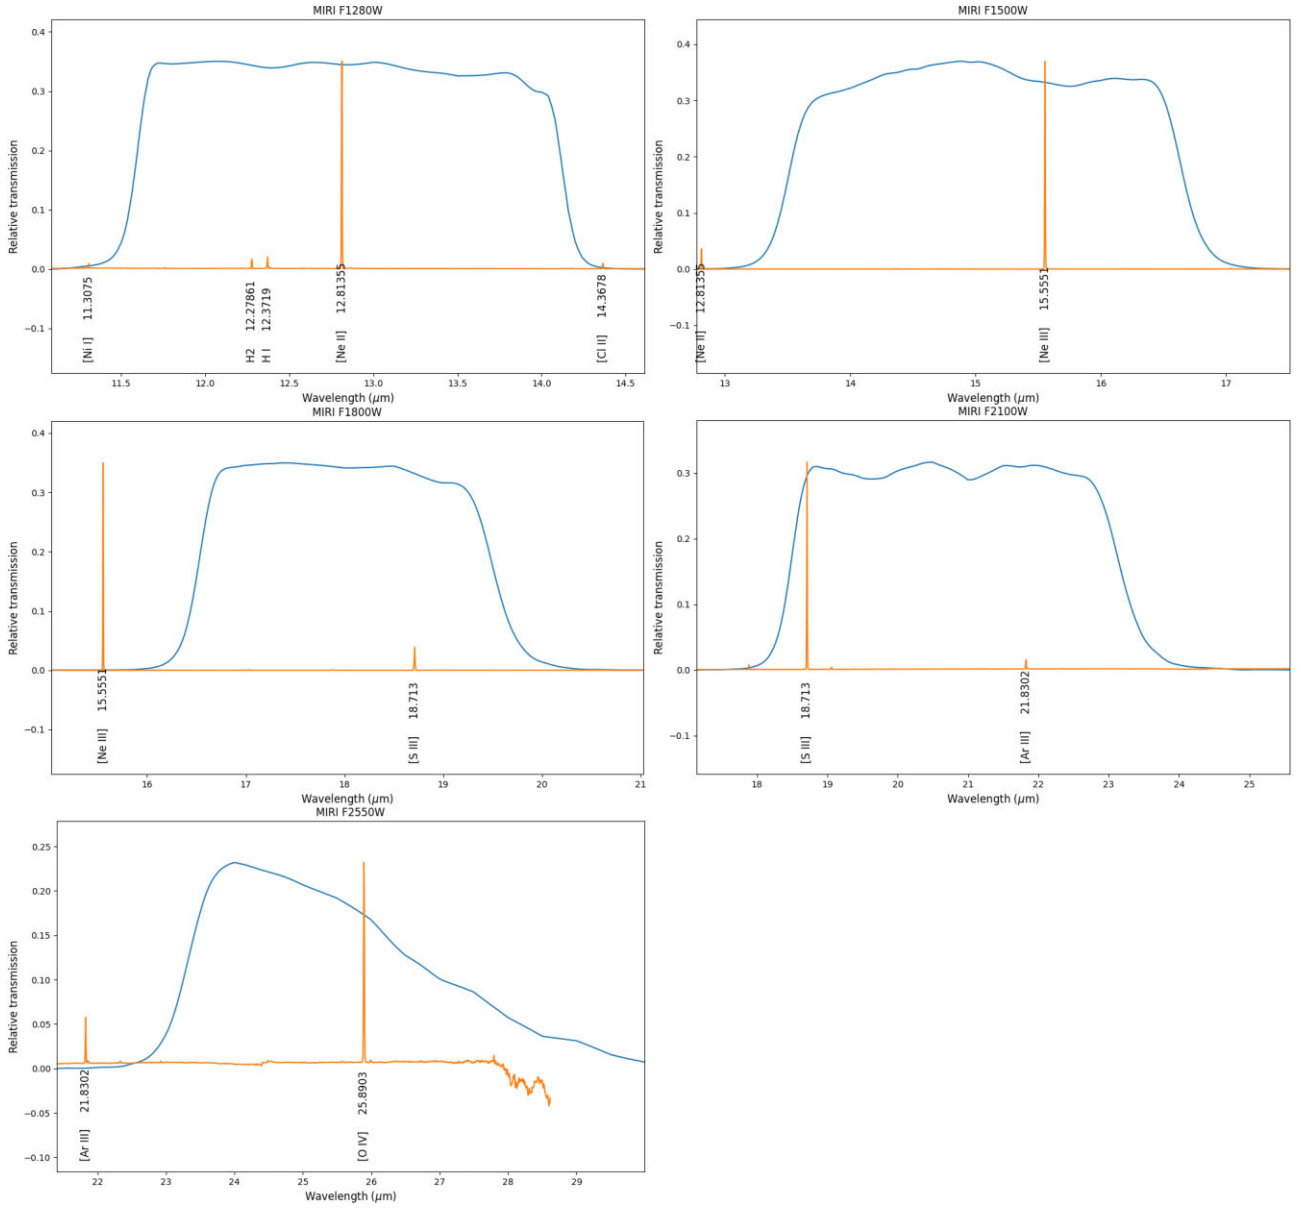 MIRI F1280W
Relative transmission
0.4
0.3
0.2
0.1
0.0
−0.1
[Ni I] 11.3075
H2 12.27861
H I 12.3719
[Ne II] 12.81355
[Cl II] 14.3678
11.5 12.0 12.5 13.0 13.5 14.0 14.5
Wavelength (μm)
MIRI F1500W
Relative transmission
0.4
0.3
0.2
0.1
0.0
−0.1
[Ne II] 12.81355
[Ne III] 15.5551
13 14 15 16 17
Wavelength (μm)
MIRI F1800W
Relative transmission
0.4
0.3
0.2
0.1
0.0
−0.1
[Ne III] 15.5551
[S III] 18.713
16 17 18 19 20 21
Wavelength (μm)
MIRI F2100W
Relative transmission
0.3
0.2
0.1
0.0
−0.1
[S III] 18.713
[Ar III] 21.8302
18 19 20 21 22 23 24 25
Wavelength (μm)
MIRI F2550W
Relative transmission
0.25
0.20
0.15
0.10
0.05
0.00
−0.05
−0.10
[Ar III] 21.8302
[O IV] 25.8903
22 23 24 25 26 27 28 29
Wavelength (μm)